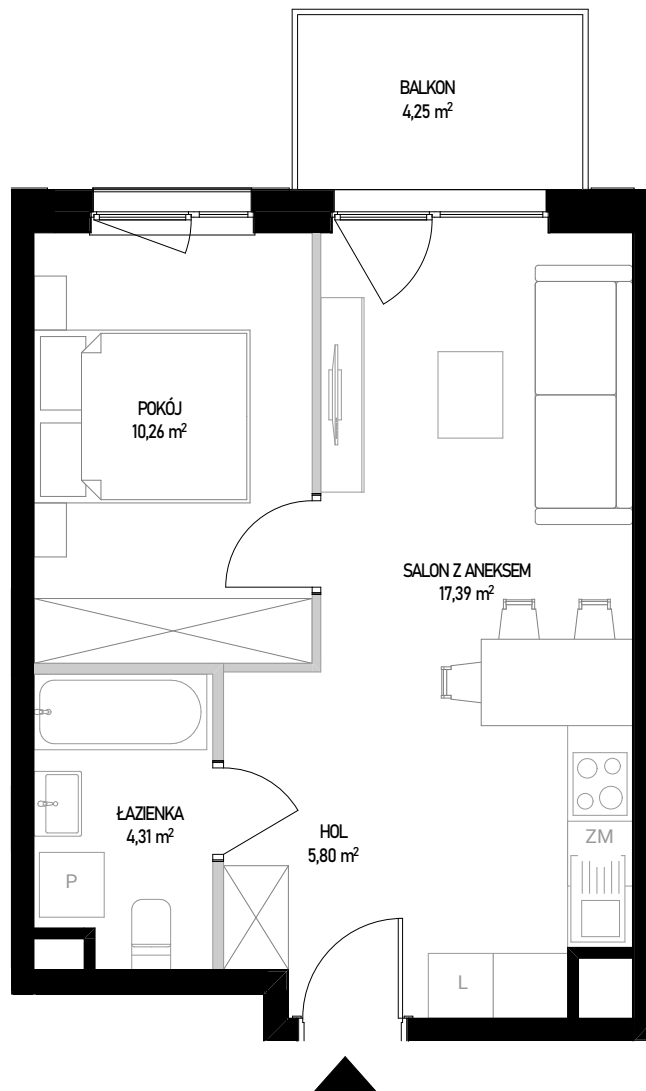 BALKON
4,25 m²
POKÓJ
10,26 m²
SALON Z ANEKSEM
17,39 m²
ŁAZIENKA
4,31 m²
HOL
5,80 m²
ZM
P
L